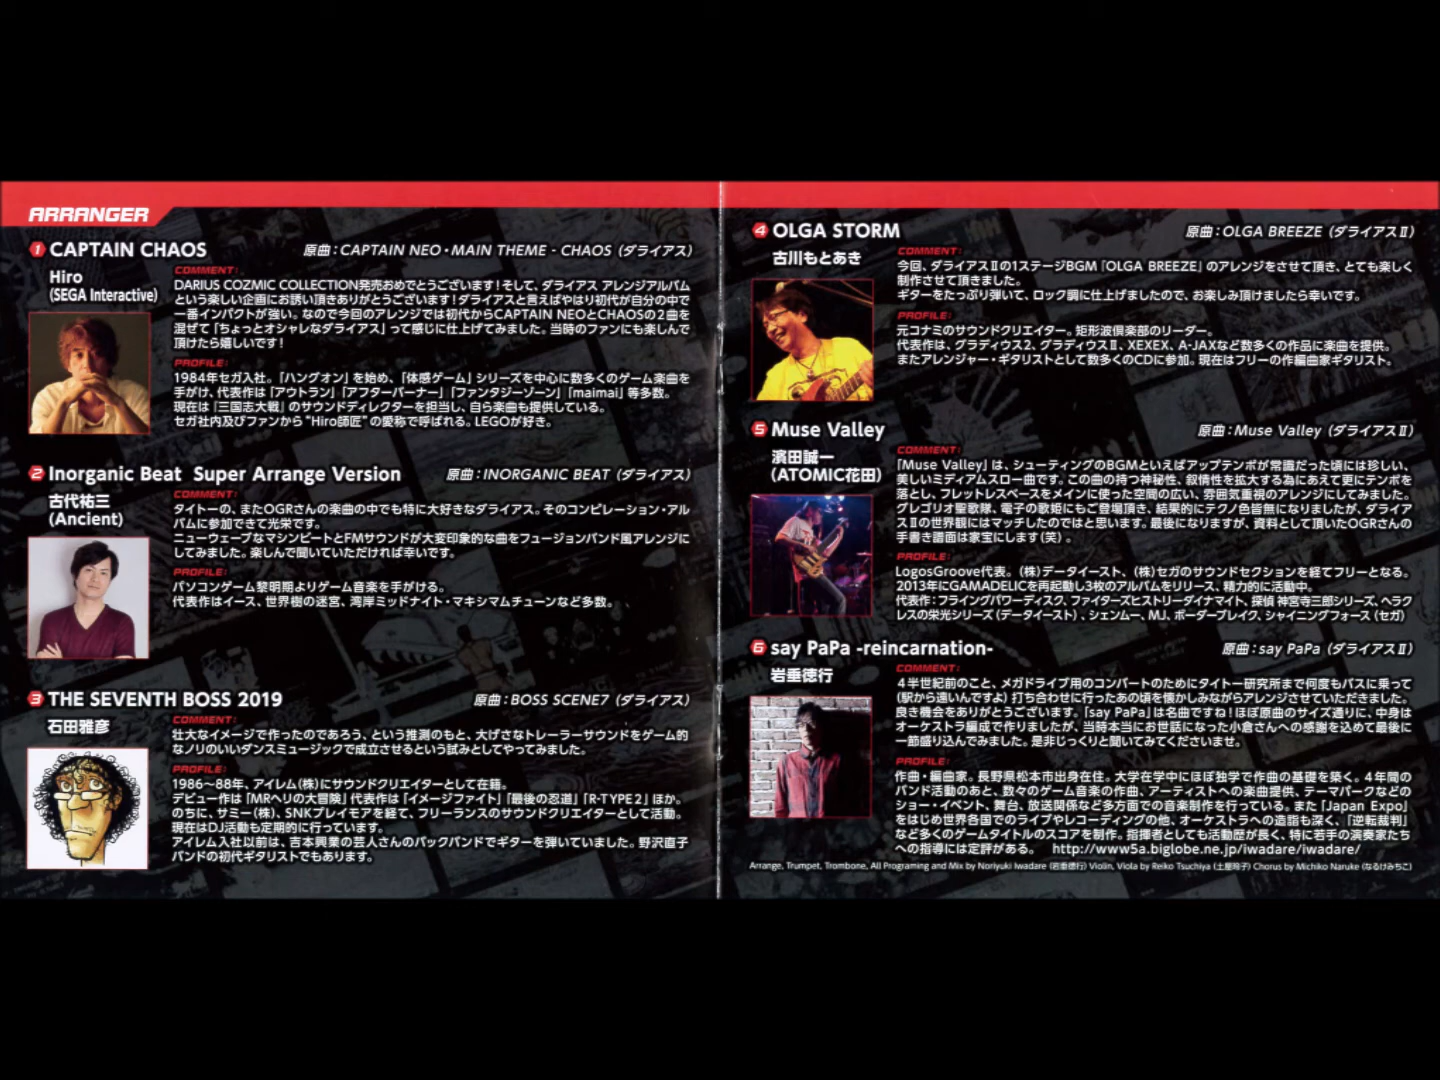 ARRANGER
1 CAPTAIN CHAOS
原曲：CAPTAIN NEO・MAIN THEME - CHAOS（ダライアス）
Hiro
(SEGA Interactive)
COMMENT:
DARIUS COZMIC COLLECTION発売おめでとうございます！そして、ダライアス アレンジアルバム
という楽しい企画にお誘い頂きありがとうございます！ダライアスと言えばやはり初代が自分の中で
一番インパクトが強い。なので今回のアレンジでは初代からCAPTAIN NEOとCHAOSの２曲を
混ぜて「ちょっとオシャレなダライアス」って感じに仕上げてみました。当時のファンにも楽しんで
頂けたら嬉しいです！
PROFILE:
1984年セガ入社。『ハングオン』を始め、「体感ゲーム」シリーズを中心に数多くのゲーム楽曲を
手がけ、代表作は『アウトラン』『アフターバーナー』『ファンタジーゾーン』『maimai』等多数。
現在は『三国志大戦』のサウンドディレクターを担当し、自ら楽曲も提供している。
セガ社内及びファンから“Hiro師匠”の愛称で呼ばれる。LEGOが好き。
2 Inorganic Beat Super Arrange Version
原曲：INORGANIC BEAT（ダライアス）
古代祐三
(Ancient)
COMMENT:
タイトーの、またOGRさんの楽曲の中でも特に大好きなダライアス。そのコンピレーション・アル
バムに参加できて光栄です。
ニューウェーブなマシンビートとFMサウンドが大変印象的な曲をフュージョンバンド風アレンジに
してみました。楽しんで聞いていただければ幸いです。
PROFILE:
パソコンゲーム黎明期よりゲーム音楽を手がける。
代表作はイース、世界樹の迷宮、湾岸ミッドナイト・マキシマムチューンなど多数。
3 THE SEVENTH BOSS 2019
原曲：BOSS SCENE7（ダライアス）
石田雅彦
COMMENT:
壮大なイメージで作ったのであろう、という推測のもと、大げさなトレーラーサウンドをゲーム的
なノリのいいダンスミュージックで成立させるという試みとしてやってみました。
PROFILE:
1986〜88年、アイレム(株)にサウンドクリエイターとして在籍。
デビュー作は「MRヘリの大冒険」代表作は「イメージファイト」「最後の忍道」「R-TYPE２」ほか。
のちに、サミー(株)、SNKプレイモアを経て、フリーランスのサウンドクリエイターとして活動。
現在はDJ活動も定期的に行っています。
アイレム入社以前は、吉本興業の芸人さんのバックバンドでギターを弾いていました。野沢直子
バンドの初代ギタリストでもあります。
4 OLGA STORM
原曲：OLGA BREEZE（ダライアスⅡ）
古川もとあき
COMMENT:
今回、ダライアスⅡの1ステージBGM『OLGA BREEZE』のアレンジをさせて頂き、とても楽しく
制作させて頂きました。
ギターをたっぷり弾いて、ロック調に仕上げましたので、お楽しみ頂けましたら幸いです。
PROFILE:
元コナミのサウンドクリエイター。矩形波倶楽部のリーダー。
代表作は、グラディウス2、グラディウスⅡ、XEXEX、A-JAXなど数多くの作品に楽曲を提供。
またアレンジャー・ギタリストとして数多くのCDに参加。現在はフリーの作編曲家ギタリスト。
5 Muse Valley
原曲：Muse Valley（ダライアスⅡ）
濱田誠一
(ATOMIC花田)
COMMENT:
「Muse Valley」は、シューティングのBGMといえばアップテンポが常識だった頃には珍しい、
美しいミディアムスロー曲です。この曲の持つ神秘性、叙情性を拡大する為にあえて更にテンポを
落とし、フレットレスベースをメインに使った空間の広い、雰囲気重視のアレンジにしてみました。
グレゴリオ聖歌隊、電子の歌姫にもご登場頂き、結果的にテクノ色皆無になりましたが、ダライア
スⅡの世界観にはマッチしたのではと思います。最後になりますが、資料として頂いたOGRさんの
手書き譜面は家宝にします(笑)。
PROFILE:
LogosGroove代表。(株)データイースト、(株)セガのサウンドセクションを経てフリーとなる。
2013年にGAMADELICを再起動し3枚のアルバムをリリース、精力的に活動中。
代表作：フライングパワーディスク、ファイターズヒストリーダイナマイト、探偵 神宮寺三郎シリーズ、ヘラク
レスの栄光シリーズ（データイースト）、シェンムー、MJ、ボーダーブレイク、シャイニングフォース（セガ）
6 say PaPa -reincarnation-
原曲：say PaPa（ダライアスⅡ）
岩垂徳行
COMMENT:
４半世紀前のこと、メガドライブ用のコンバートのためにタイトー研究所まで何度もバスに乗って
(駅から遠いんですよ) 打ち合わせに行ったあの頃を懐かしみながらアレンジさせていただきました。
良き機会をありがとうございます。「say PaPa」は名曲ですね！ほぼ原曲のサイズ通りに、中身は
オーケストラ編成で作りましたが、当時本当にお世話になった小倉さんへの感謝を込めて最後に
一節盛り込んでみました。是非じっくりと聞いてみてくださいませ。
PROFILE:
作曲・編曲家。長野県松本市出身在住。大学在学中にほぼ独学で作曲の基礎を築く。４年間の
バンド活動のあと、数々のゲーム音楽の作曲、アーティストへの楽曲提供、テーマパークなどの
ショー・イベント、舞台、放送関係など多方面での音楽制作を行っている。また「Japan Expo」
をはじめ世界各国でのライブやレコーディングの他、オーケストラへの造詣も深く、『逆転裁判』
など多くのゲームタイトルのスコアを制作。指揮者としても活動歴が長く、特に若手の演奏家たち
への指導には定評がある。 http://www5a.biglobe.ne.jp/iwadare/iwadare/
Arrange, Trumpet, Trombone, All Programing and Mix by Noriyuki Iwadare (岩垂徳行) Violin, Viola by Reiko Tsuchiya (土屋玲子) Chorus by Michiko Naruke (なるけみちこ)